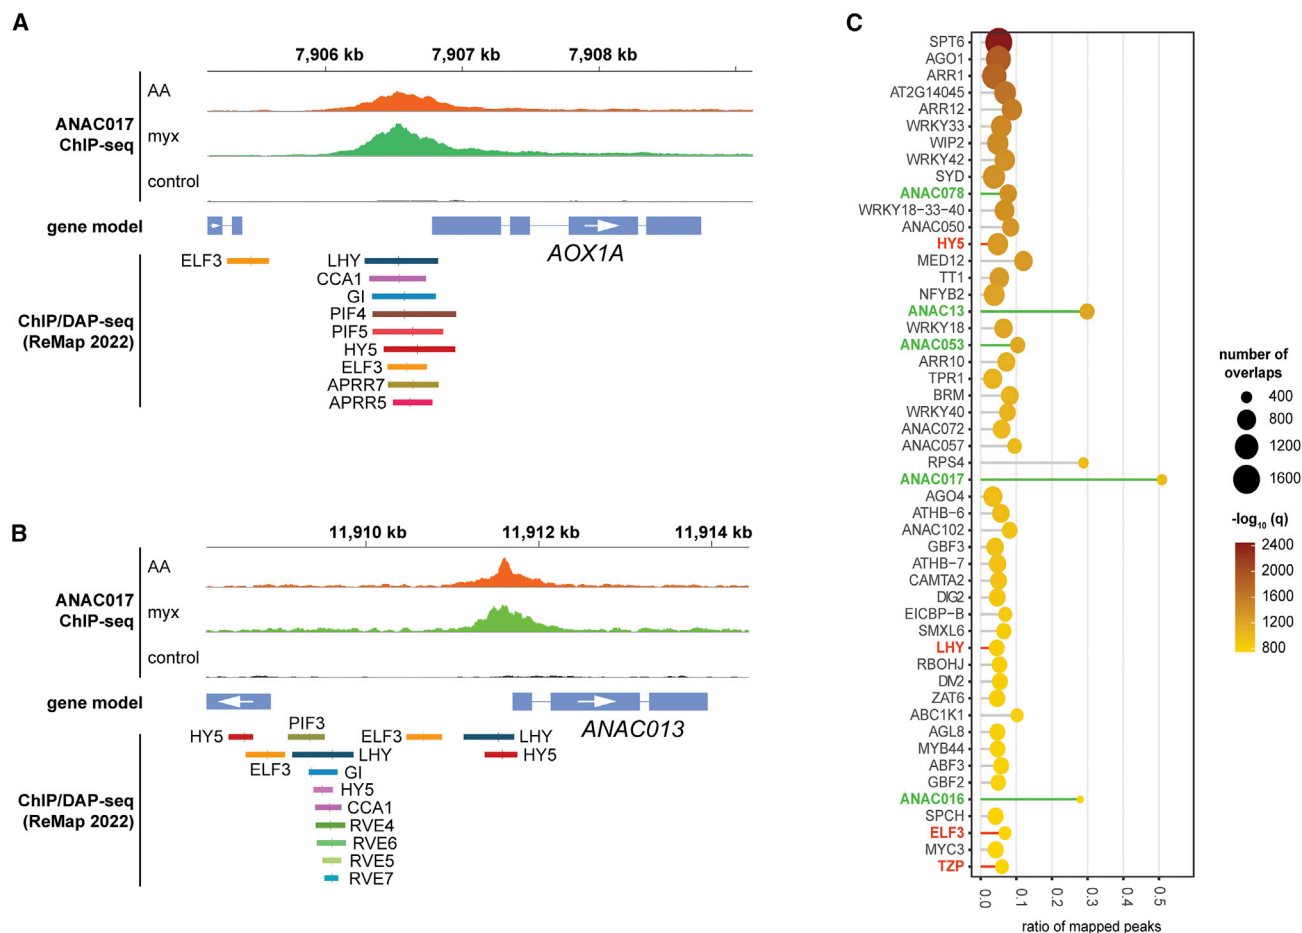 A
7,906 kb 7,907 kb 7,908 kb
AA
ANAC017
ChIP-seq
myx
control
gene model
AOX1A
ChIP/DAP-seq
(ReMap 2022)
ELF3
LHY
CCA1
GI
PIF4
PIF5
HY5
ELF3
APRR7
APRR5
B
11,910 kb 11,912 kb 11,914 kb
AA
ANAC017
ChIP-seq
myx
control
gene model
ANAC013
ChIP/DAP-seq
(ReMap 2022)
HY5
PIF3
ELF3
LHY
ELF3
LHY
HY5
GI
HY5
CCA1
RVE4
RVE6
RVE5
RVE7
C
SPT6
AGO1
ARR1
AT2G14045
ARR12
WRKY33
WIP2
WRKY42
SYD
ANAC078
WRKY18-33-40
ANAC050
HY5
MED12
TT1
NFYB2
ANAC13
WRKY18
ANAC053
ARR10
TPR1
BRM
WRKY40
ANAC072
ANAC057
RPS4
ANAC017
AGO4
ATHB-6
ANAC102
GBF3
ATHB-7
CAMTA2
DIG2
EICBP-B
SMXL6
LHY
RBOHJ
DIV2
ZAT6
ABC1K1
AGL8
MYB44
ABF3
GBF2
ANAC016
SPCH
ELF3
MYC3
TZP
0.0 0.1 0.2 0.3 0.4 0.5
ratio of mapped peaks
number of
overlaps
400
800
1200
1600
-log10 (q)
2400
2000
1600
1200
800